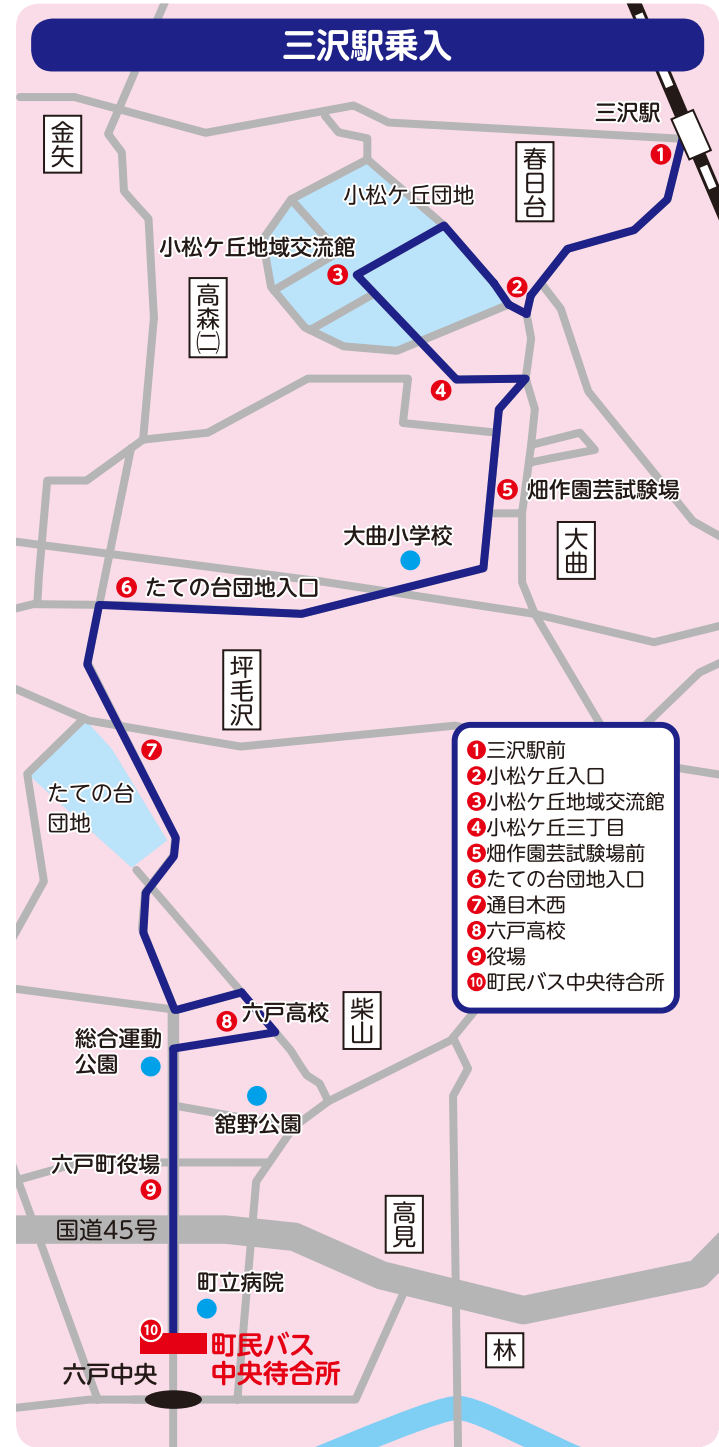 三沢駅乗入
三沢駅
❶
金矢
春日台
小松ケ丘団地
小松ケ丘地域交流館
❸
❷
高森(二)
❹
❺ 畑作園芸試験場
大曲小学校
大曲
❻ たての台団地入口
坪毛沢
❼
たての台
団地
❶三沢駅前
❷小松ケ丘入口
❸小松ケ丘地域交流館
❹小松ケ丘三丁目
❺畑作園芸試験場前
❻たての台団地入口
❼通目木西
❽六戸高校
❾役場
❿町民バス中央待合所
❽ 六戸高校
柴山
総合運動
公園
舘野公園
六戸町役場
❾
高見
国道45号
町立病院
❿
町民バス
中央待合所
林
六戸中央